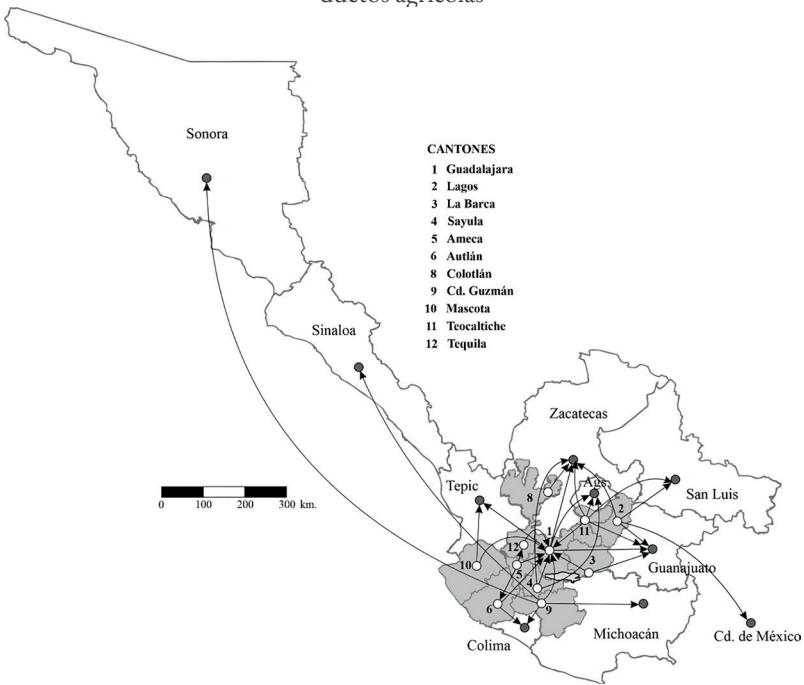 ductos agrícolas
Sonora
CANTONES
1 Guadalajara
2 Lagos
3 La Barca
4 Sayula
5 Ameca
6 Autlán
8 Colotlán
9 Cd. Guzmán
10 Mascota
11 Teocaltiche
12 Tequila
Sinaloa
Zacatecas
Tepic
Ags.
San Luis
8
2
11
1
12
Guanajuato
10
5
3
4
6
9
Colima
Michoacán
Cd. de México
0 100 200 300 km.